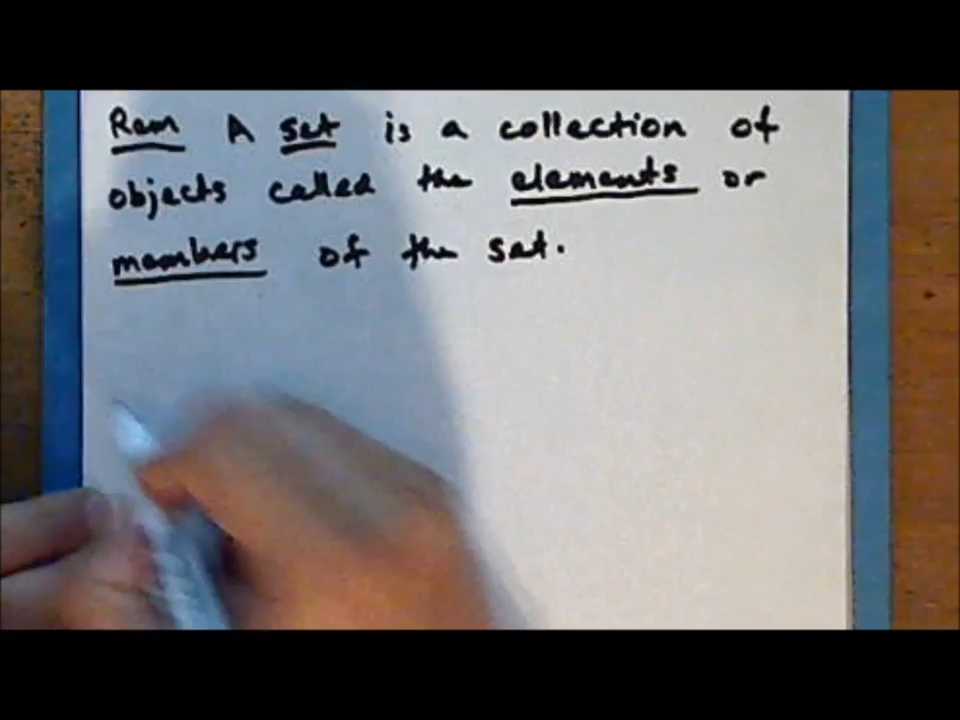 Rem A set is a collection of
objects called the elements or
members of the set.